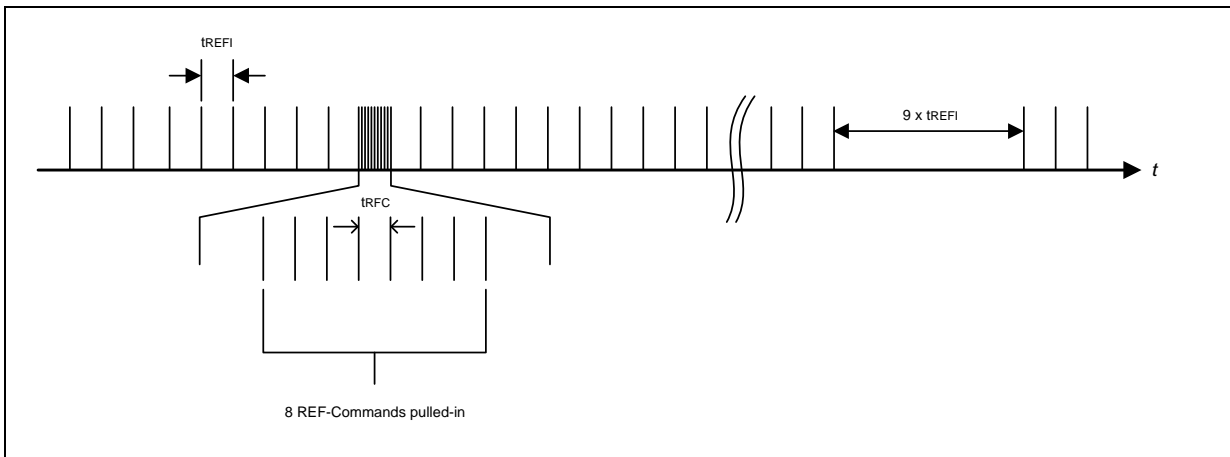 tREFI
9 x tREFI
t
tRFC
8 REF-Commands pulled-in